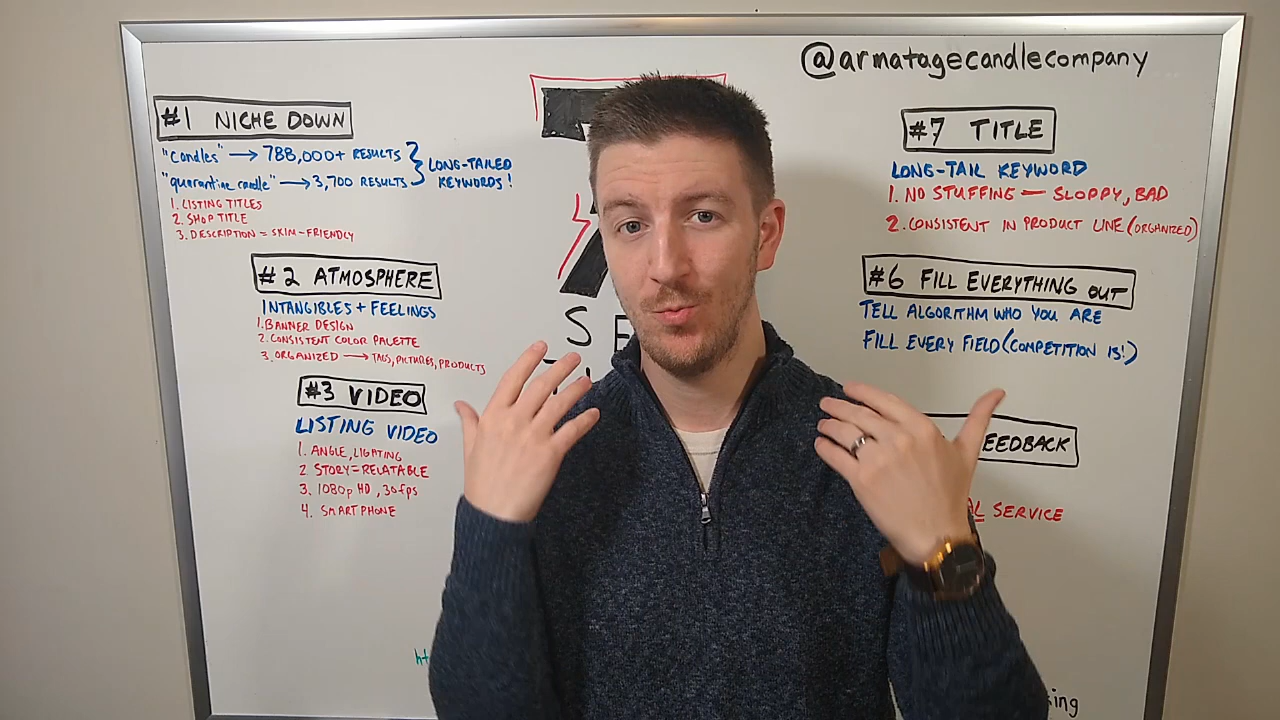 @armatagecandlecompany
#1 NICHE DOWN
"candles" → 788,000+ RESULTS
"quarantine candle" → 3,700 RESULTS
LONG-TAILED
KEYWORDS!
1. LISTING TITLES
2. SHOP TITLE
3. DESCRIPTION = SKIM-FRIENDLY
#2 ATMOSPHERE
INTANGIBLES + FEELINGS
1. BANNER DESIGN
2. CONSISTENT COLOR PALETTE
3. ORGANIZED → TAGS, PICTURES, PRODUCTS
#3 VIDEO
LISTING VIDEO
1. ANGLE, LIGHTING
2 STORY = RELATABLE
3. 1080p HD, 30fps
4. SMARTPHONE
7
S E
#7 TITLE
LONG-TAIL KEYWORD
1. NO STUFFING — SLOPPY, BAD
2. CONSISTENT IN PRODUCT LINE (ORGANIZED)
#6 FILL EVERYTHING OUT
TELL ALGORITHM WHO YOU ARE
FILL EVERY FIELD (COMPETITION IS!)
EEDBACK
SERVICE